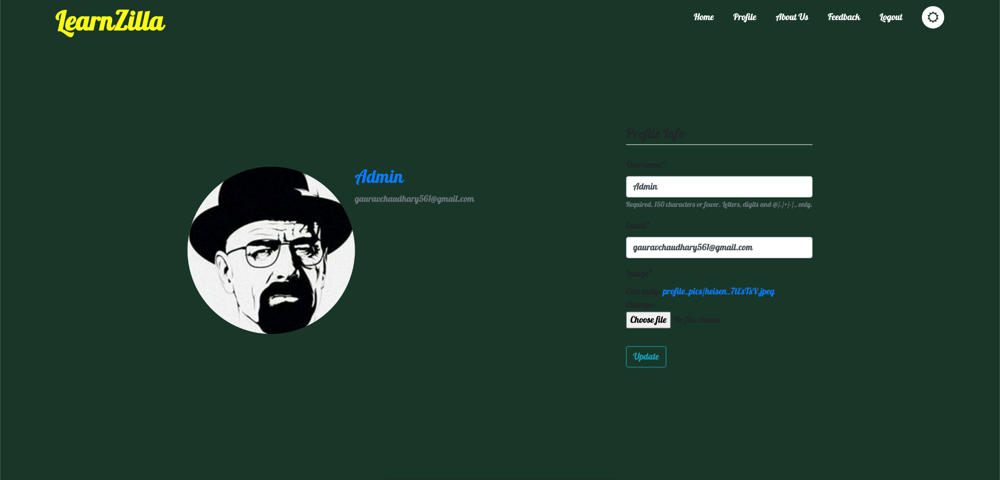 LearnZilla
Home Profile About Us Feedback Logout
Admin
gauravchaudhary561@gmail.com
Profile Info
Username*
Admin
Required. 150 characters or fewer. Letters, digits and @/./+/-/_ only.
Email*
gauravchaudhary561@gmail.com
Image*
Currently: profile_pics/heisen_7tEsTsV.jpeg
Change:
Choose file No file chosen
Update